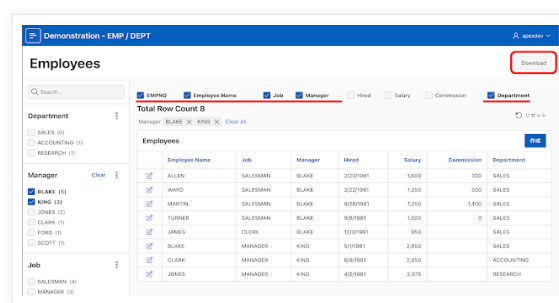 Demonstration - EMP / DEPT
apexdev
Employees
Download
Search...
EMPNO Employee Name Job Manager Hired Salary Commission Department
Total Row Count 8
リセット
Manager BLAKE KING Clear All
Department
SALES (6)
ACCOUNTING (1)
RESEARCH (1)
Manager Clear
BLAKE (5)
KING (3)
JONES (2)
CLARK (1)
FORD (1)
SCOTT (1)
Job
SALESMAN (4)
MANAGER (3)
Employees
作成
Employee Name Job Manager Hired Salary Commission Department
ALLEN SALESMAN BLAKE 2/20/1981 1,600 300 SALES
WARD SALESMAN BLAKE 2/22/1981 1,250 500 SALES
MARTIN SALESMAN BLAKE 9/28/1981 1,250 1,400 SALES
TURNER SALESMAN BLAKE 9/8/1981 1,500 0 SALES
JAMES CLERK BLAKE 12/3/1981 950 SALES
BLAKE MANAGER KING 5/1/1981 2,850 SALES
CLARK MANAGER KING 6/9/1981 2,450 ACCOUNTING
JONES MANAGER KING 4/2/1981 2,975 RESEARCH